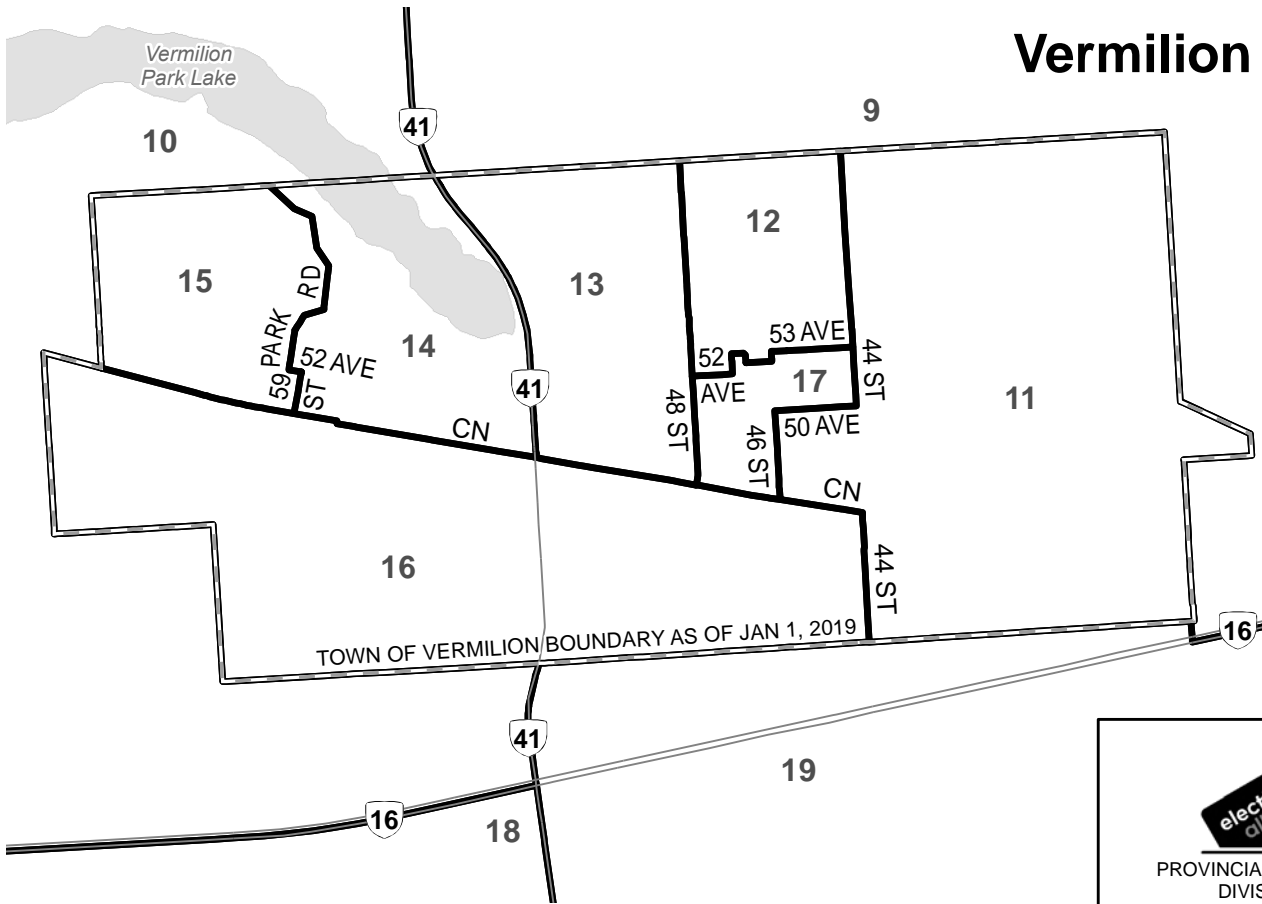 Vermilion
Vermilion
Park Lake
9
41
10
12
15
13
PARK RD
14
53 AVE
52 AVE
52
AVE
17
44 ST
59 ST
41
48 ST
11
50 AVE
46 ST
CN
CN
16
44 ST
TOWN OF VERMILION BOUNDARY AS OF JAN 1, 2019
16
41
19
16
18